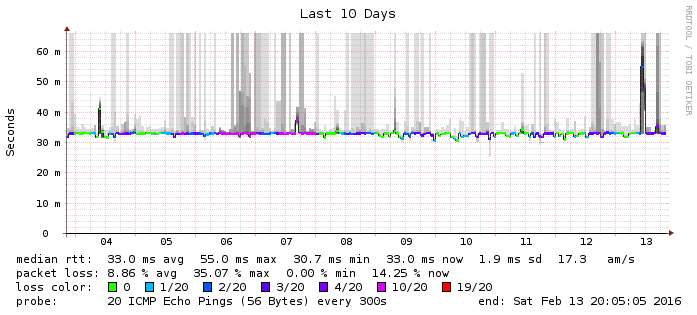 Last 10 Days
RRDTOOL / TOBI OETIKER
Seconds
60 m
50 m
40 m
30 m
20 m
10 m
0
04 05 06 07 08 09 10 11 12 13
median rtt: 33.0 ms avg 55.0 ms max 30.7 ms min 33.0 ms now 1.9 ms sd 17.3 am/s
packet loss: 8.86 % avg 35.07 % max 0.00 % min 14.25 % now
loss color: 0 1/20 2/20 3/20 4/20 10/20 19/20
probe: 20 ICMP Echo Pings (56 Bytes) every 300s end: Sat Feb 13 20:05:05 2016